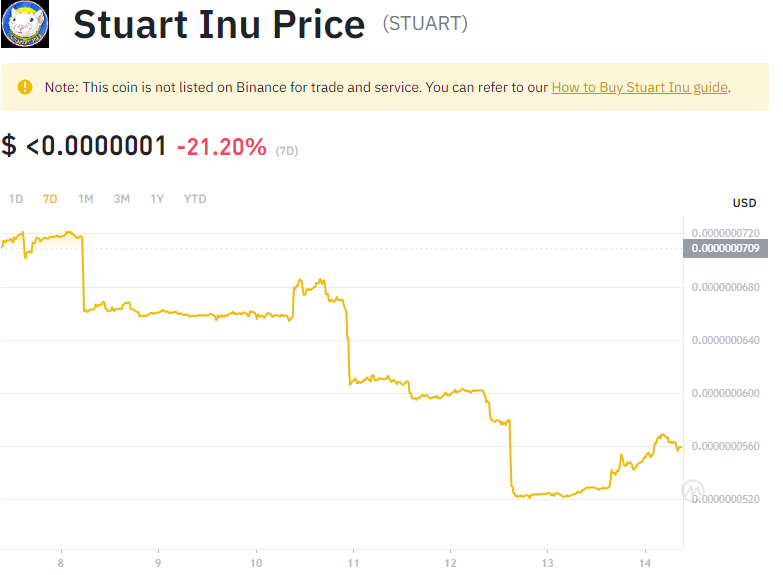 Stuart Inu Price (STUART)
Note: This coin is not listed on Binance for trade and service. You can refer to our How to Buy Stuart Inu guide.
$ <0.0000001 -21.20% (7D)
1D 7D 1M 3M 1Y YTD
USD
0.0000000720
0.0000000709
0.0000000680
0.0000000640
0.0000000600
0.0000000560
0.0000000520
8 9 10 11 12 13 14